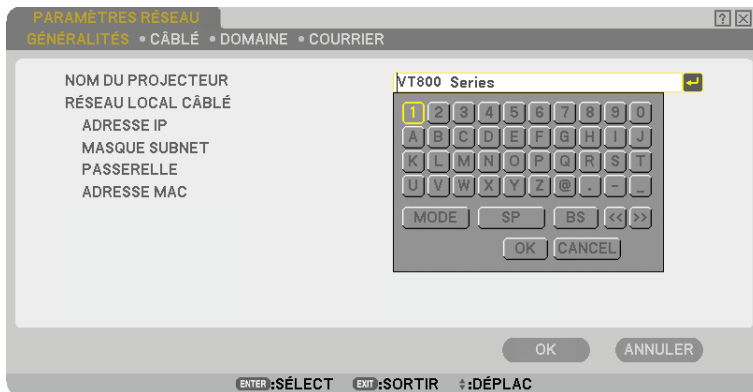 PARAMÈTRES RÉSEAU ? X
GÉNÉRALITÉS • CÂBLÉ • DOMAINE • COURRIER
NOM DU PROJECTEUR VT800 Series
RÉSEAU LOCAL CÂBLÉ
ADRESSE IP
MASQUE SUBNET
PASSERELLE
ADRESSE MAC
1 2 3 4 5 6 7 8 9 0
A B C D E F G H I J
K L M N O P Q R S T
U V W X Y Z @ . - _
MODE SP BS << >>
OK CANCEL
OK ANNULER
ENTER :SÉLECT EXIT :SORTIR :DÉPLAC